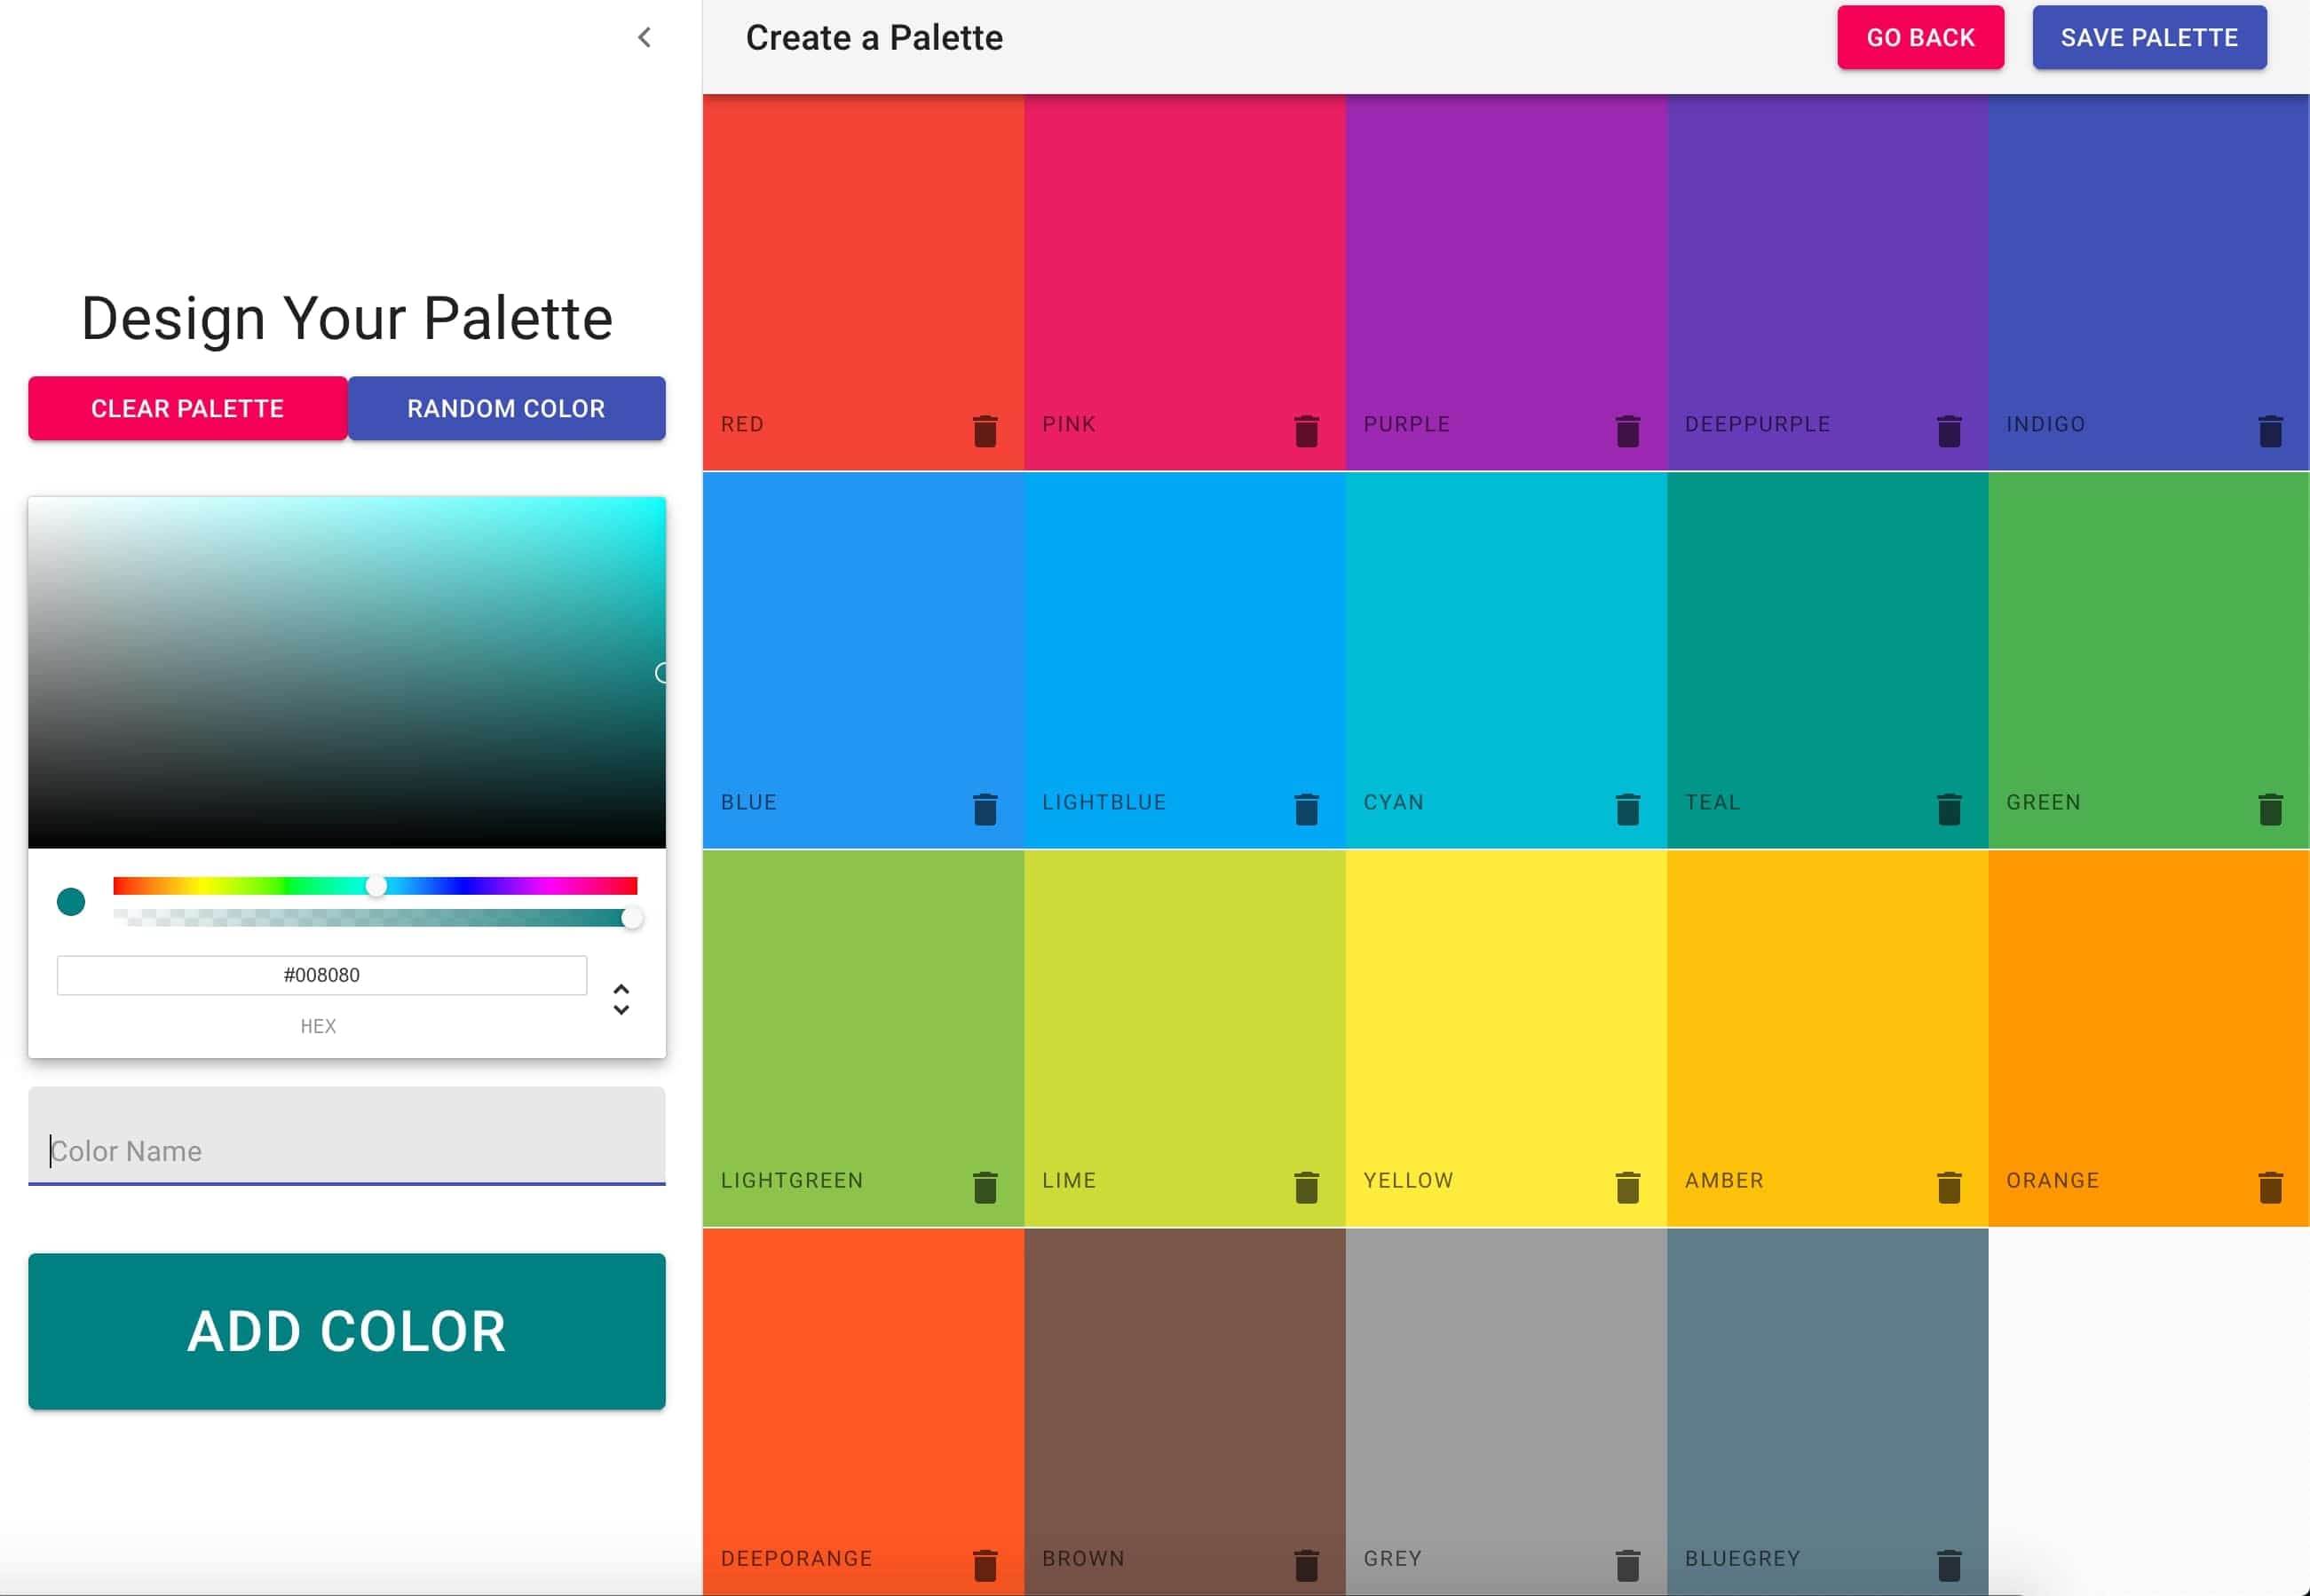 Design Your Palette
CLEAR PALETTE
RANDOM COLOR
#008080
HEX
Color Name
ADD COLOR
Create a Palette
GO BACK
SAVE PALETTE
RED
PINK
PURPLE
DEEPPURPLE
INDIGO
BLUE
LIGHTBLUE
CYAN
TEAL
GREEN
LIGHTGREEN
LIME
YELLOW
AMBER
ORANGE
DEEPORANGE
BROWN
GREY
BLUEGREY